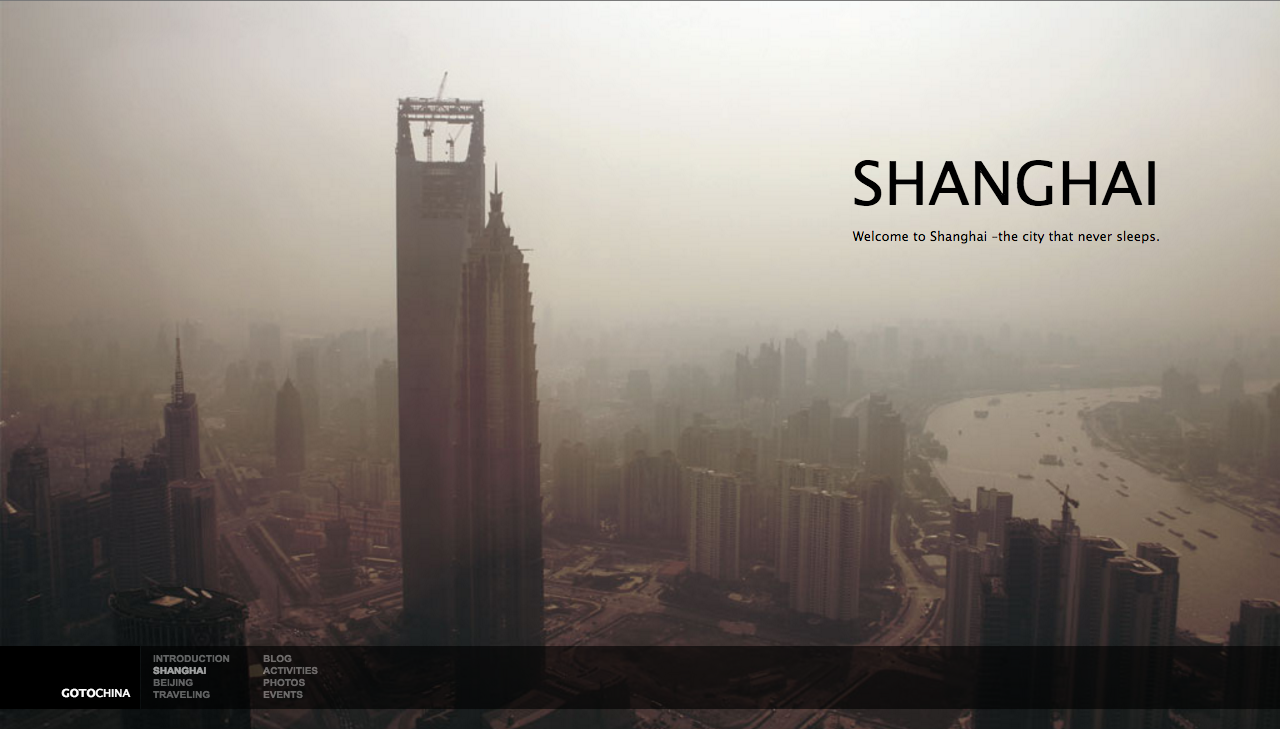 SHANGHAI
Welcome to Shanghai -the city that never sleeps.
GOTOCHINA
INTRODUCTION
SHANGHAI
BEIJING
TRAVELING
BLOG
ACTIVITIES
PHOTOS
EVENTS